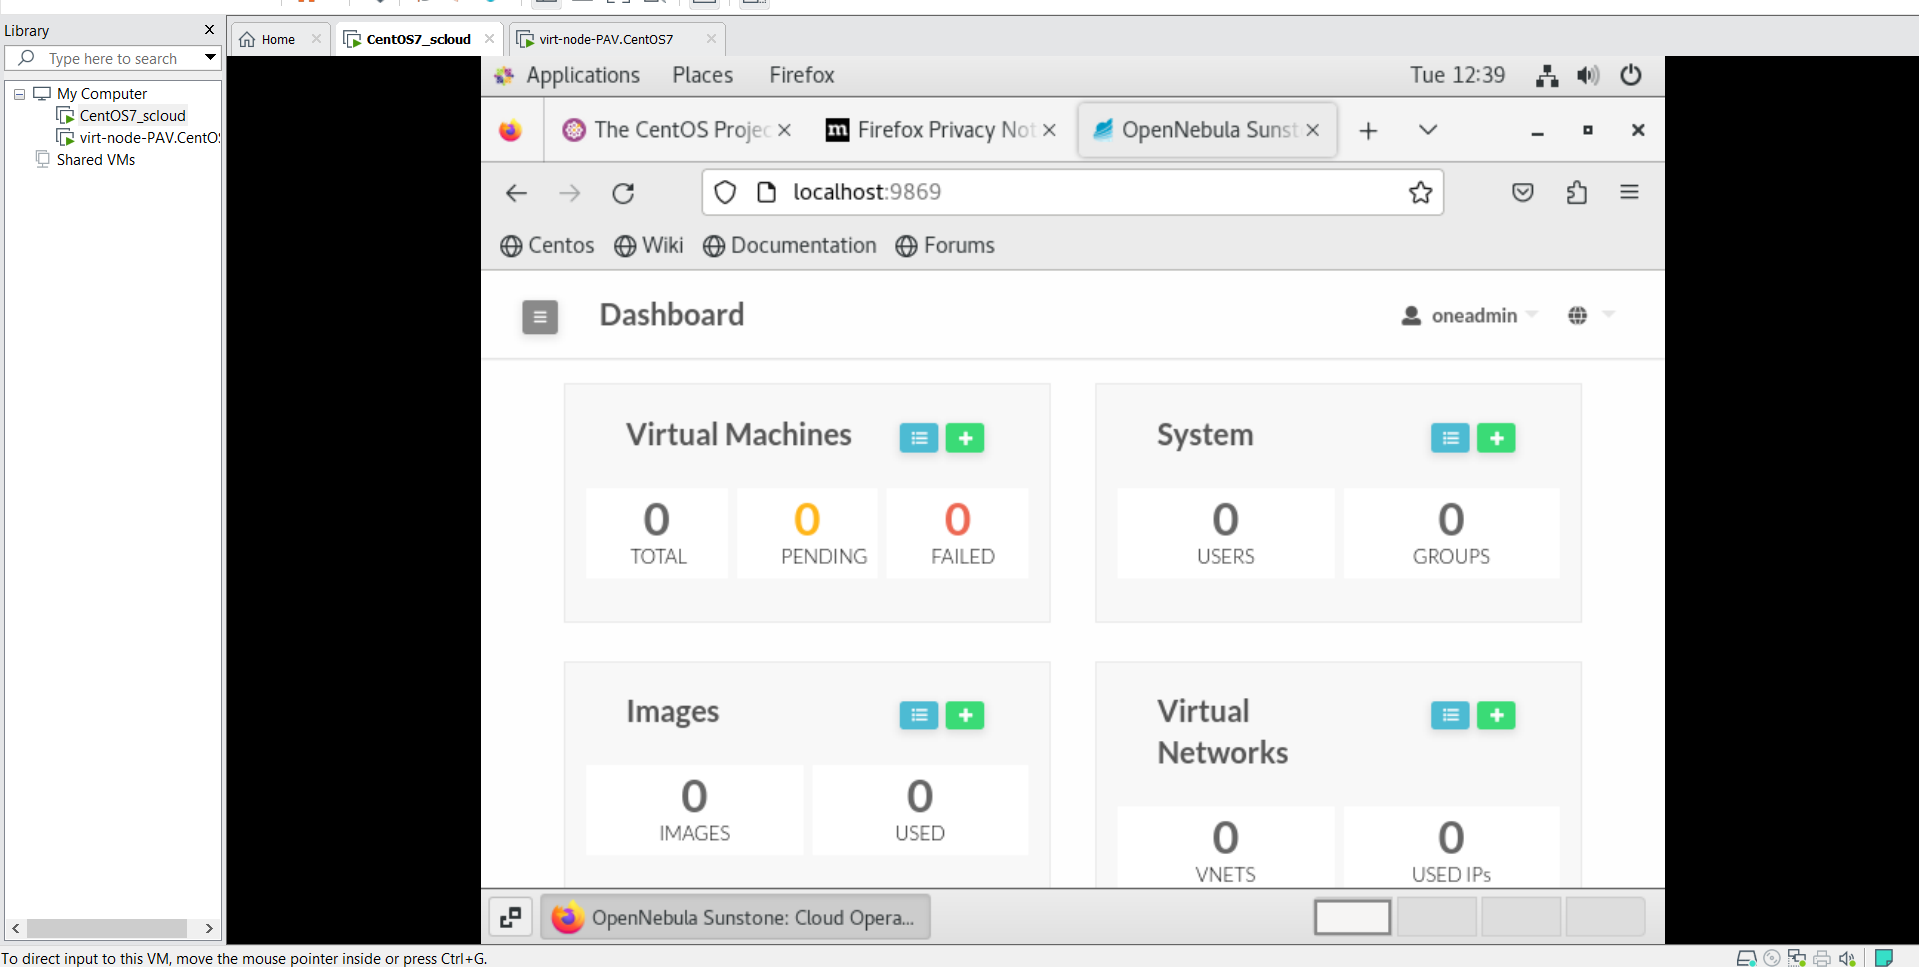 Library
Home
CentOS7_scloud
virt-node-PAV.CentOS7
Type here to search
My Computer
CentOS7_scloud
virt-node-PAV.CentO
Shared VMs
Applications Places Firefox Tue 12:39
The CentOS Projec
Firefox Privacy Not
OpenNebula Sunst
localhost:9869
Centos Wiki Documentation Forums
Dashboard
oneadmin
Virtual Machines
0 0 0
TOTAL PENDING FAILED
System
0 0
USERS GROUPS
Images
0 0
IMAGES USED
Virtual
Networks
0 0
VNETS USED IPs
OpenNebula Sunstone: Cloud Opera...
To direct input to this VM, move the mouse pointer inside or press Ctrl+G.